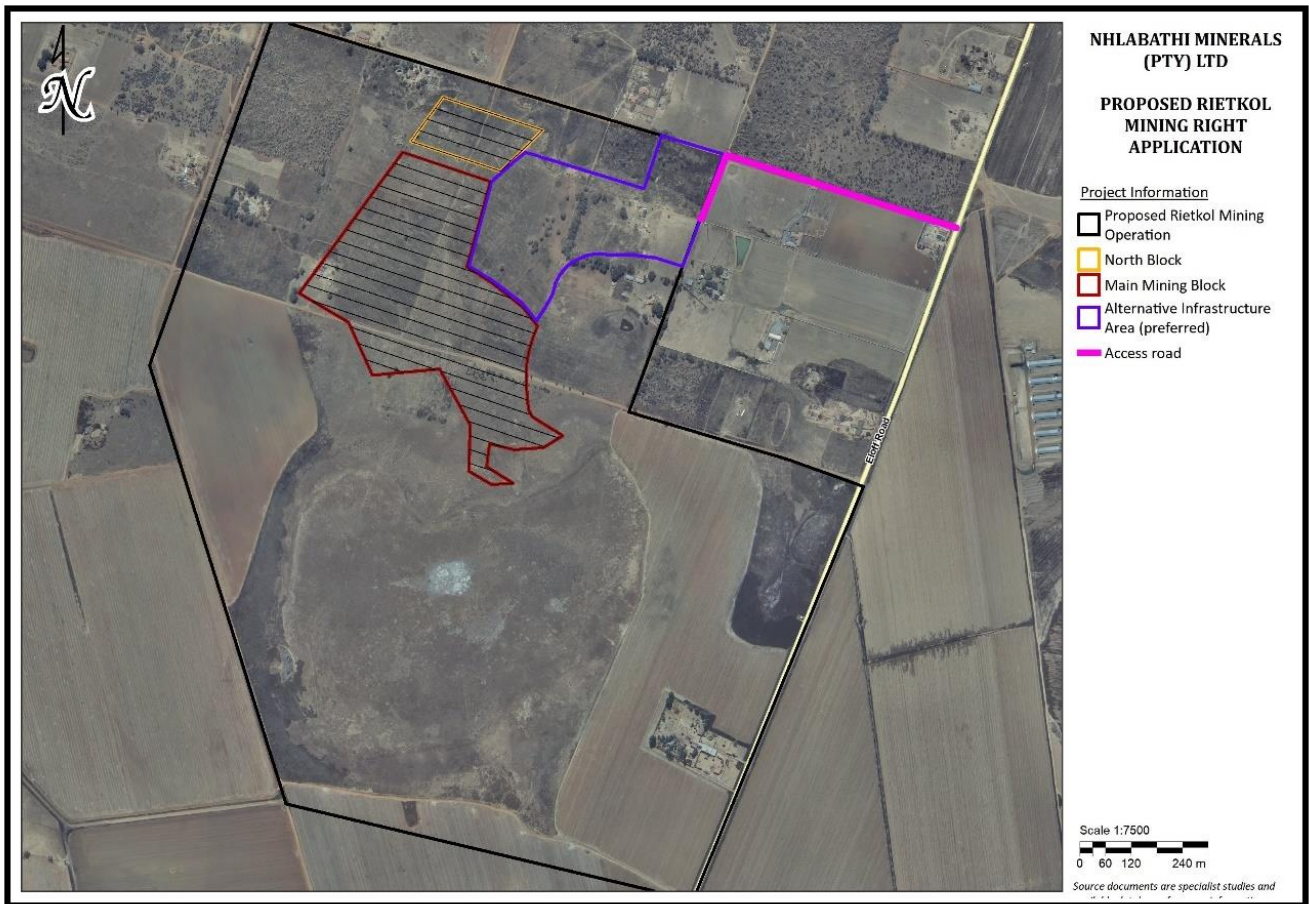 N
NHLABATHI MINERALS
(PTY) LTD
PROPOSED RIETKOL
MINING RIGHT
APPLICATION
Project Information
Proposed Rietkol Mining
Operation
North Block
Main Mining Block
Alternative Infrastructure
Area (preferred)
Access road
Eloff Road
Scale 1:7500
0 60 120 240 m
Source documents are specialist studies and